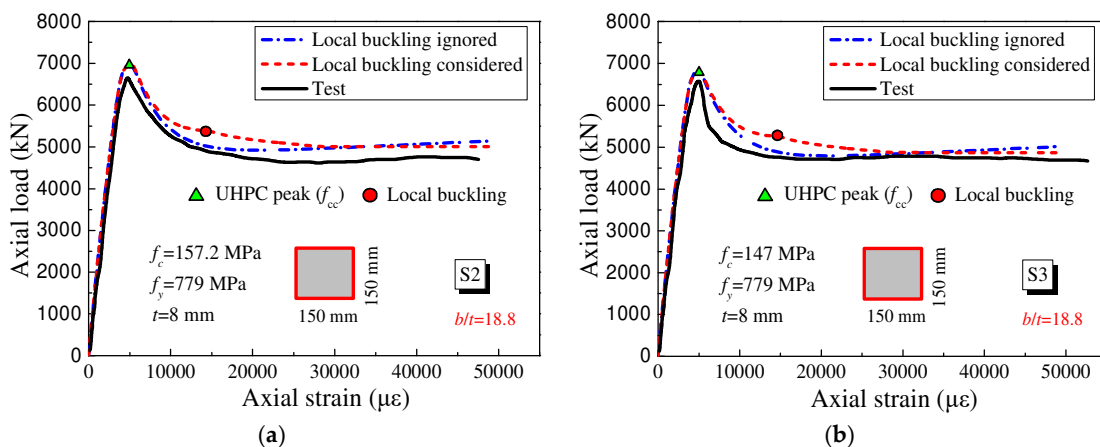 8000
7000
6000
5000
4000
3000
2000
1000
0
Axial load (kN)
Local buckling ignored
Local buckling considered
Test
UHPC peak (fcc)
Local buckling
fc=157.2 MPa
fy=779 MPa
t=8 mm
150 mm
150 mm
S2
b/t=18.8
0 10000 20000 30000 40000 50000
Axial strain (με)
(a)
8000
7000
6000
5000
4000
3000
2000
1000
0
Axial load (kN)
Local buckling ignored
Local buckling considered
Test
UHPC peak (fcc)
Local buckling
fc=147 MPa
fy=779 MPa
t=8 mm
150 mm
150 mm
S3
b/t=18.8
0 10000 20000 30000 40000 50000
Axial strain (με)
(b)